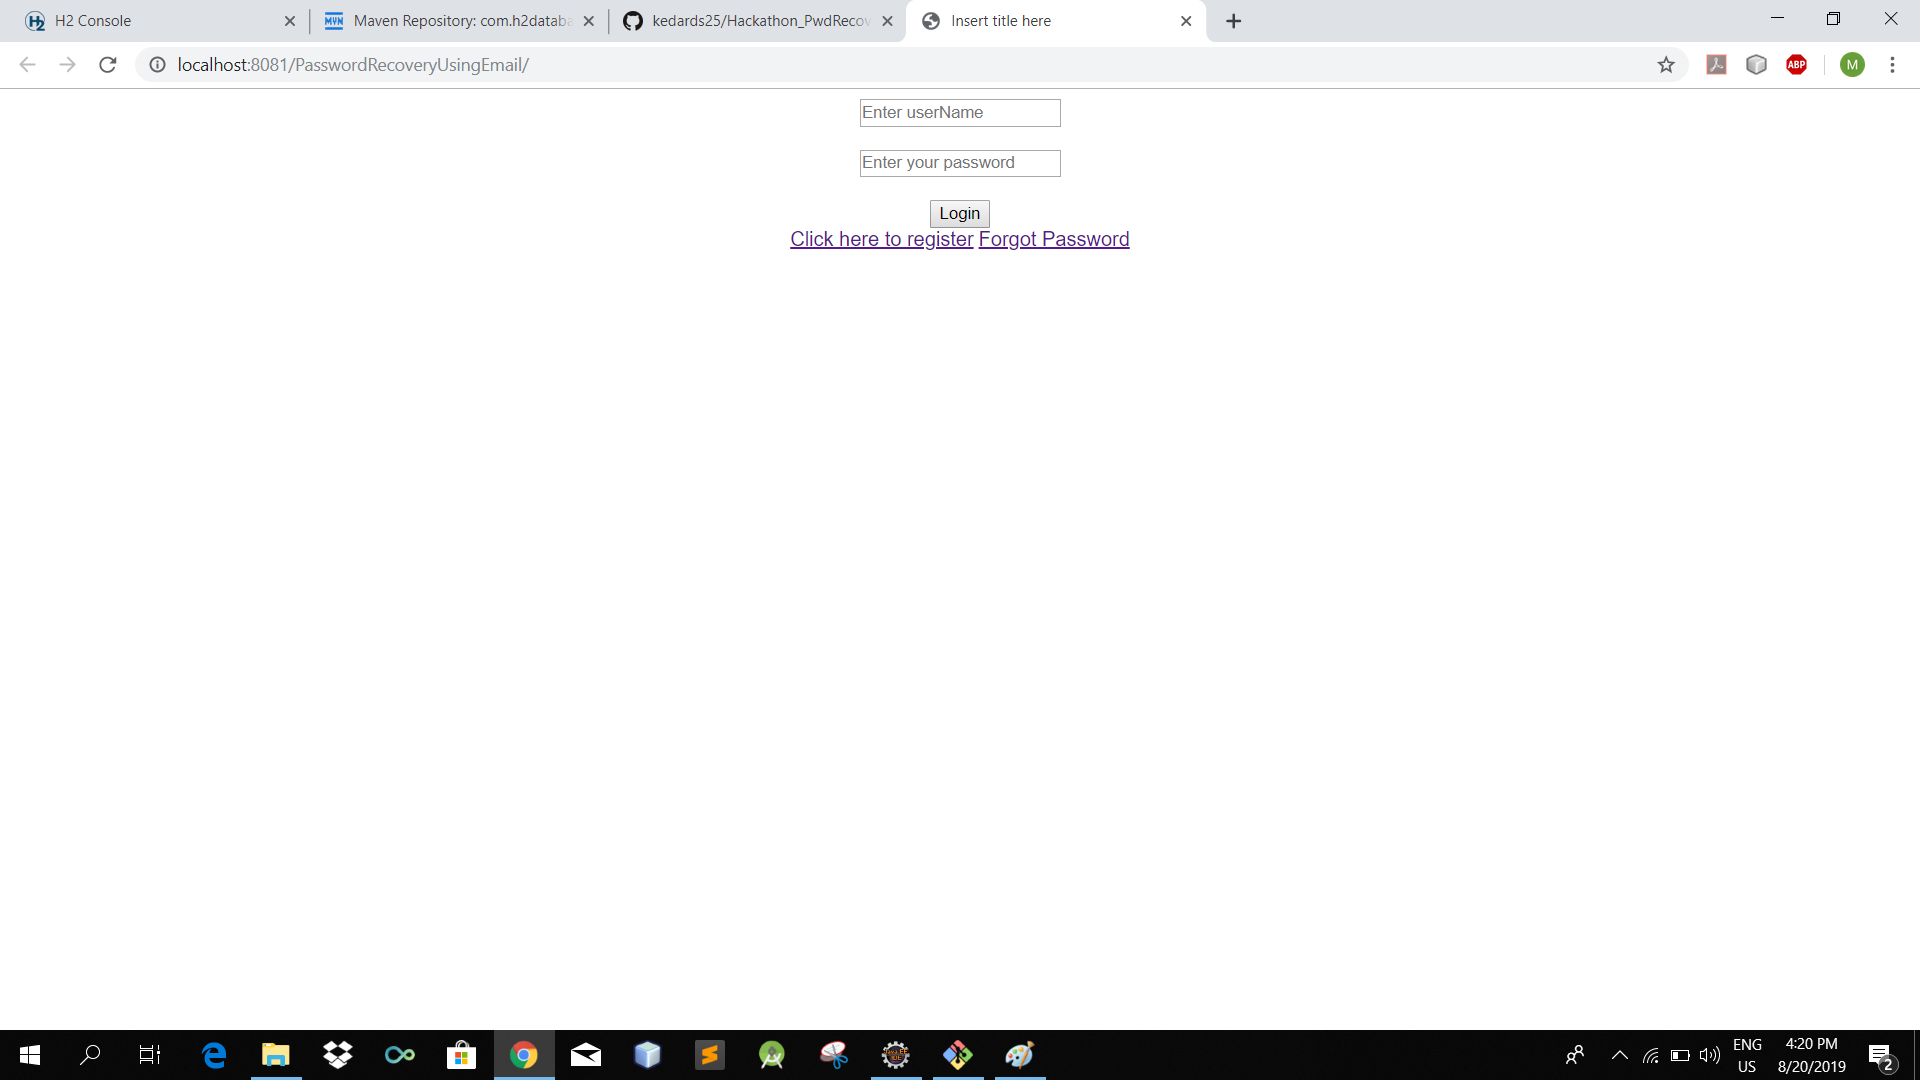 H2 Console
Maven Repository: com.h2databa
kedards25/Hackathon_PwdRecov
Insert title here
localhost:8081/PasswordRecoveryUsingEmail/
ABP
M
Enter userName
Enter your password
Login
Click here to register Forgot Password
ENG
US
4:20 PM
8/20/2019
2